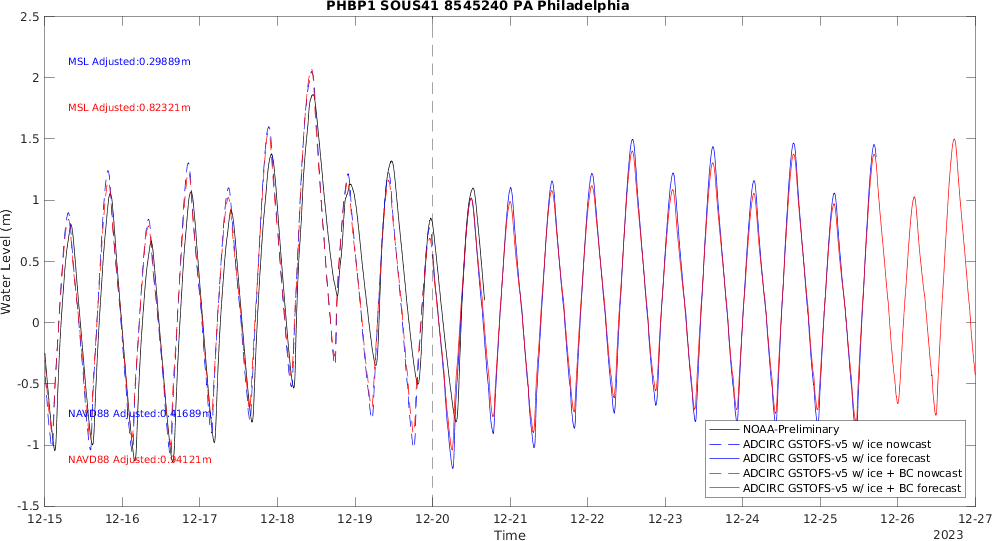 PHBP1 SOUS41 8545240 PA Philadelphia
2.5
2
1.5
1
0.5
0
-0.5
-1
-1.5
Water Level (m)
MSL Adjusted:0.29889m
MSL Adjusted:0.82321m
NAVD88 Adjusted:0.41689m
NAVD88 Adjusted:0.94121m
NOAA-Preliminary
ADCIRC GSTOFS-v5 w/ ice nowcast
ADCIRC GSTOFS-v5 w/ ice forecast
ADCIRC GSTOFS-v5 w/ ice + BC nowcast
ADCIRC GSTOFS-v5 w/ ice + BC forecast
12-15 12-16 12-17 12-18 12-19 12-20 12-21 12-22 12-23 12-24 12-25 12-26 12-27
Time
2023